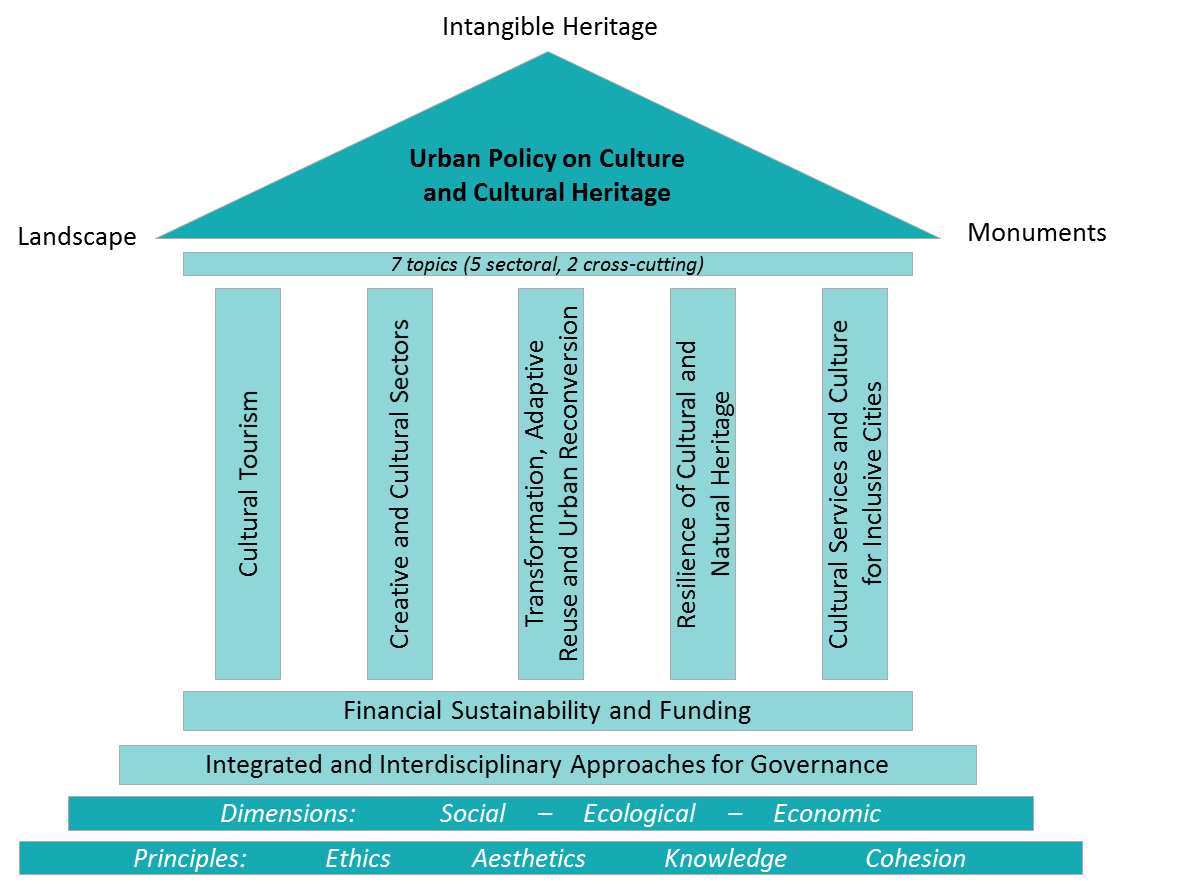 Intangible Heritage
Urban Policy on Culture
and Cultural Heritage
Landscape
Monuments
7 topics (5 sectoral, 2 cross-cutting)
Cultural Tourism
Creative and Cultural Sectors
Transformation, Adaptive
Reuse and Urban Reconversion
Resilience of Cultural and
Natural Heritage
Cultural Services and Culture
for Inclusive Cities
Financial Sustainability and Funding
Integrated and Interdisciplinary Approaches for Governance
Dimensions: Social – Ecological – Economic
Principles: Ethics Aesthetics Knowledge Cohesion